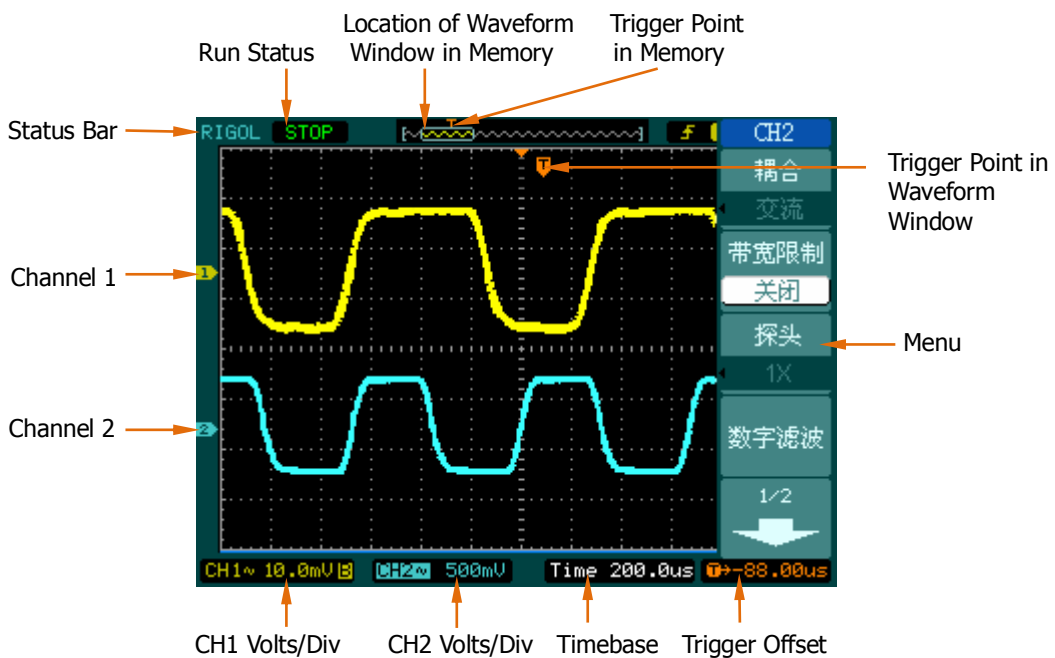 Location of Waveform
Window in Memory
Trigger Point
in Memory
Run Status
Status Bar
RIGOL STOP T CH2
耦合
T
Trigger Point in
Waveform
Window
交流
带宽限制
Channel 1
1
关闭
探头
Menu
1X
Channel 2
2
数字滤波
1/2
CH1~ 10.0mV B CH2~ 500mV Time 200.0us T→-88.00us
CH1 Volts/Div CH2 Volts/Div Timebase Trigger Offset